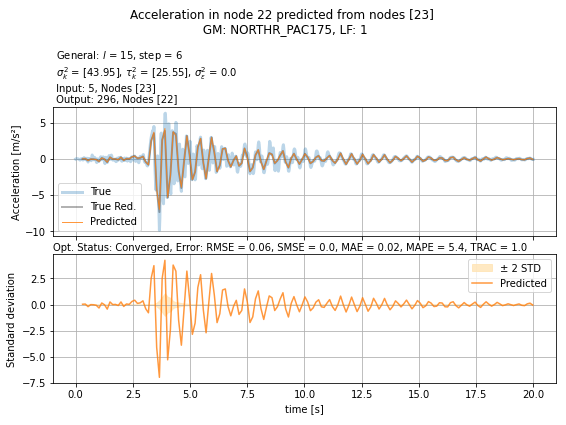 Acceleration in node 22 predicted from nodes [23]
GM: NORTHR_PAC175, LF: 1
General: l = 15, step = 6
σ²ₖ = [43.95], τ²ₖ = [25.55], σ²ε = 0.0
Input: 5, Nodes [23]
Output: 296, Nodes [22]
Acceleration [m/s²]
5
0
−5
−10
True
True Red.
Predicted
Opt. Status: Converged, Error: RMSE = 0.06, SMSE = 0.0, MAE = 0.02, MAPE = 5.4, TRAC = 1.0
Standard deviation
2.5
0.0
−2.5
−5.0
−7.5
± 2 STD
Predicted
0.0 2.5 5.0 7.5 10.0 12.5 15.0 17.5 20.0
time [s]